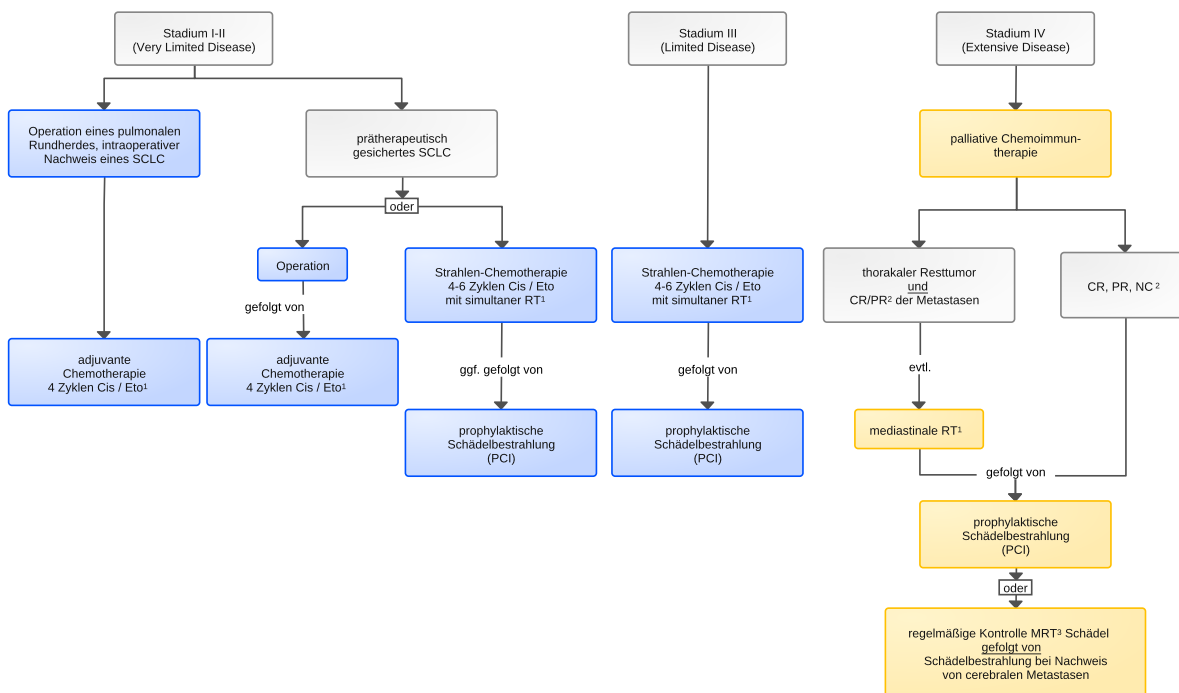 Stadium I-II
(Very Limited Disease)
Stadium III
(Limited Disease)
Stadium IV
(Extensive Disease)
Operation eines pulmonalen
Rundherdes, intraoperativer
Nachweis eines SCLC
prätherapeutisch
gesichertes SCLC
palliative Chemoimmun-
therapie
oder
Operation
Strahlen-Chemotherapie
4-6 Zyklen Cis / Eto
mit simultaner RT¹
Strahlen-Chemotherapie
4-6 Zyklen Cis / Eto
mit simultaner RT¹
thorakaler Resttumor
und
CR/PR² der Metastasen
CR, PR, NC ²
gefolgt von
adjuvante
Chemotherapie
4 Zyklen Cis / Eto¹
adjuvante
Chemotherapie
4 Zyklen Cis / Eto¹
ggf. gefolgt von
gefolgt von
evtl.
prophylaktische
Schädelbestrahlung
(PCI)
prophylaktische
Schädelbestrahlung
(PCI)
mediastinale RT¹
gefolgt von
prophylaktische
Schädelbestrahlung
(PCI)
oder
regelmäßige Kontrolle MRT³ Schädel
gefolgt von
Schädelbestrahlung bei Nachweis
von cerebralen Metastasen